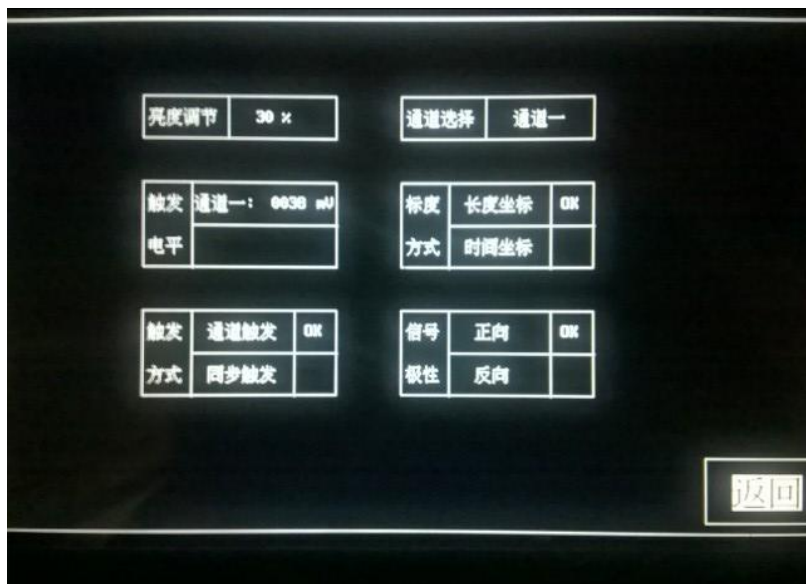 亮度调节 30 %
通道选择 通道一
触发电平 通道一: 0030 mV
标度方式 长度坐标 OK
时间坐标
触发方式 通道触发 OK
同步触发
信号极性 正向 OK
反向
返回